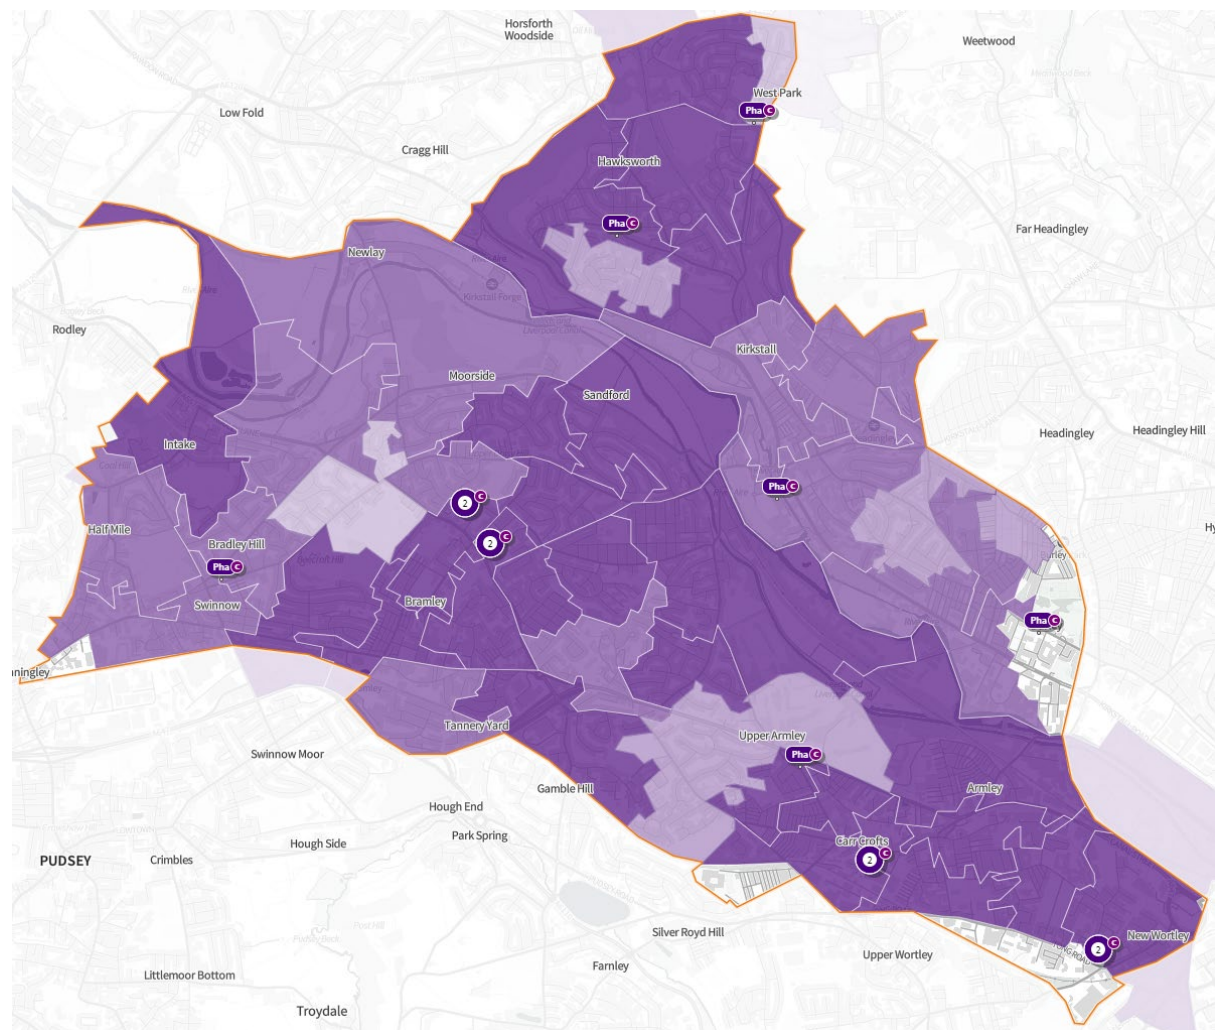 Horsforth
Woodside
Weetwood
West Park
Pha C
Low Fold
Cragg Hill
Hawksworth
Pha C
Far Headingley
Newlay
Kirkstall Forge
Rodley
Kirkstall
Moorside
Sandford
Intake
Headingley
Headingley Hill
Pha C
2 C
Half Mile
Bradley Hill
2 C
Pha C
Bramley
Swinnow
Pha C
Tannery Yard
Upper Armley
Swinnow Moor
Pha C
Gamble Hill
Armley
Hough End
Park Spring
Hough Side
Carr Crofts
2 C
PUDSEY
Crimbles
Silver Royd Hill
New Wortley
2 C
TONG ROAD
Upper Wortley
Farnley
Littlemoor Bottom
Troydale